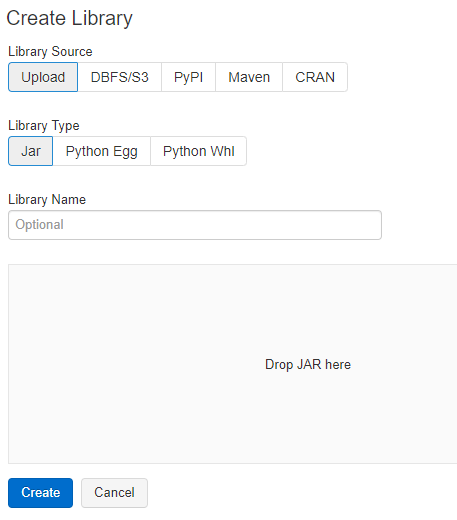 Create Library
Library Source
Upload DBFS/S3 PyPI Maven CRAN
Library Type
Jar Python Egg Python Whl
Library Name
Optional
Drop JAR here
Create Cancel